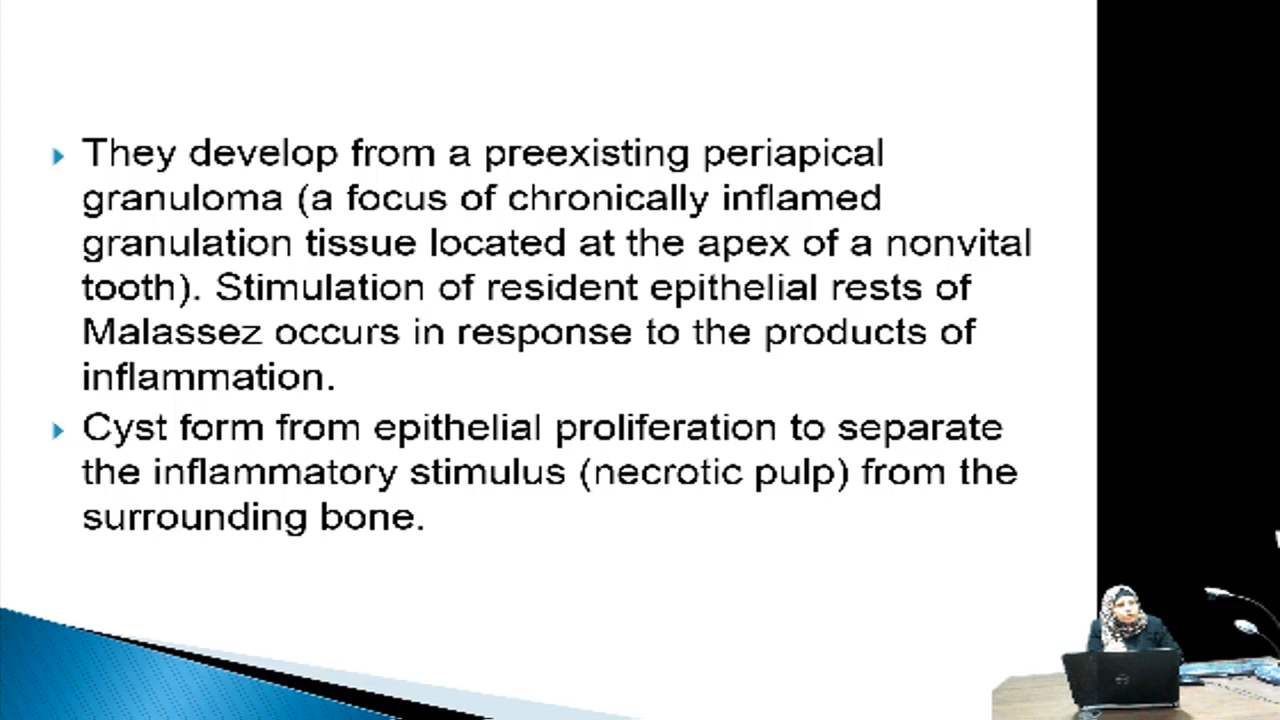 They develop from a preexisting periapical
granuloma (a focus of chronically inflamed
granulation tissue located at the apex of a nonvital
tooth). Stimulation of resident epithelial rests of
Malassez occurs in response to the products of
inflammation.
Cyst form from epithelial proliferation to separate
the inflammatory stimulus (necrotic pulp) from the
surrounding bone.